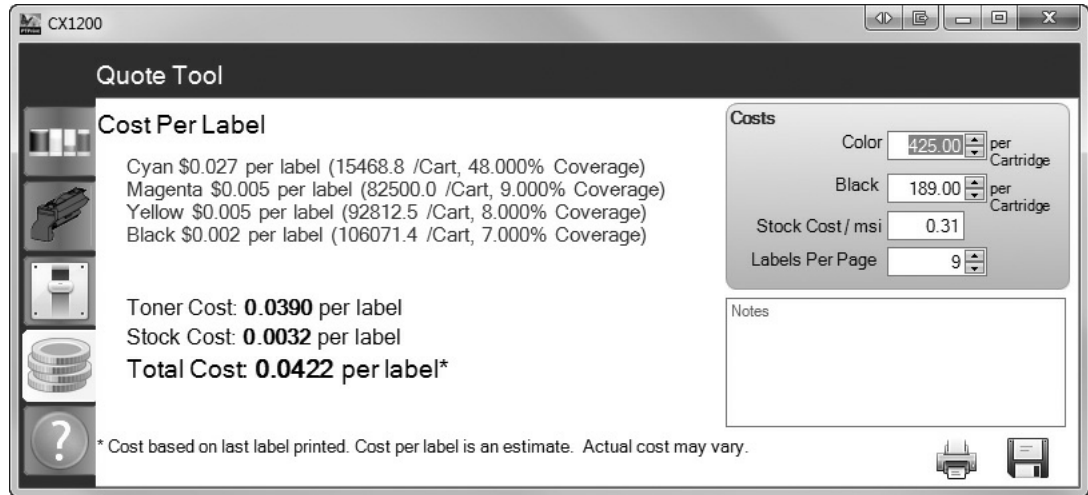 CX1200
Quote Tool
Cost Per Label
Cyan $0.027 per label (15468.8 /Cart, 48.000% Coverage)
Magenta $0.005 per label (82500.0 /Cart, 9.000% Coverage)
Yellow $0.005 per label (92812.5 /Cart, 8.000% Coverage)
Black $0.002 per label (106071.4 /Cart, 7.000% Coverage)
Toner Cost: 0.0390 per label
Stock Cost: 0.0032 per label
Total Cost: 0.0422 per label*
* Cost based on last label printed. Cost per label is an estimate. Actual cost may vary.
Costs
Color 425.00 per Cartridge
Black 189.00 per Cartridge
Stock Cost / msi 0.31
Labels Per Page 9
Notes
?